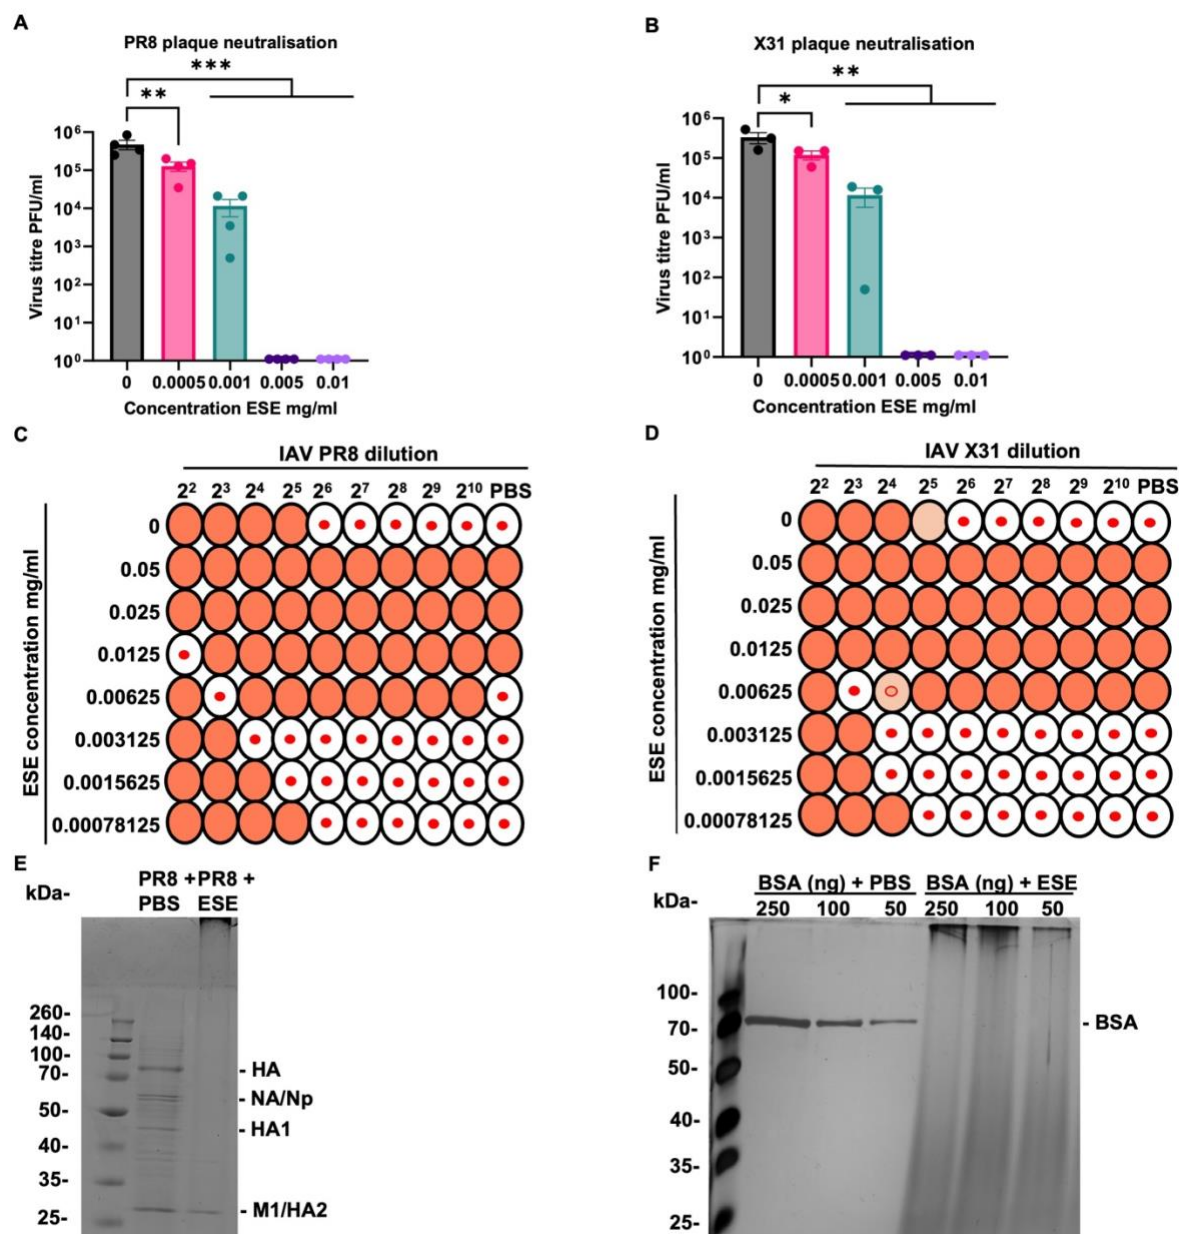 A
PR8 plaque neutralisation
***
**
10⁶
10⁵
10⁴
10³
10²
10¹
10⁰
Virus titre PFU/ml
0 0.0005 0.001 0.005 0.01
Concentration ESE mg/ml
B
X31 plaque neutralisation
**
*
10⁶
10⁵
10⁴
10³
10²
10¹
10⁰
Virus titre PFU/ml
0 0.0005 0.001 0.005 0.01
Concentration ESE mg/ml
C
IAV PR8 dilution
2² 2³ 2⁴ 2⁵ 2⁶ 2⁷ 2⁸ 2⁹ 2¹⁰ PBS
ESE concentration mg/ml
0
0.05
0.025
0.0125
0.00625
0.003125
0.0015625
0.00078125
D
IAV X31 dilution
2² 2³ 2⁴ 2⁵ 2⁶ 2⁷ 2⁸ 2⁹ 2¹⁰ PBS
ESE concentration mg/ml
0
0.05
0.025
0.0125
0.00625
0.003125
0.0015625
0.00078125
E
PR8 + PR8 +
kDa- PBS ESE
260-
140-
100-
70-
50-
40-
35-
25-
- HA
- NA/Np
- HA1
- M1/HA2
F
BSA (ng) + PBS BSA (ng) + ESE
kDa- 250 100 50 250 100 50
100-
70-
50-
40-
35-
25-
- BSA